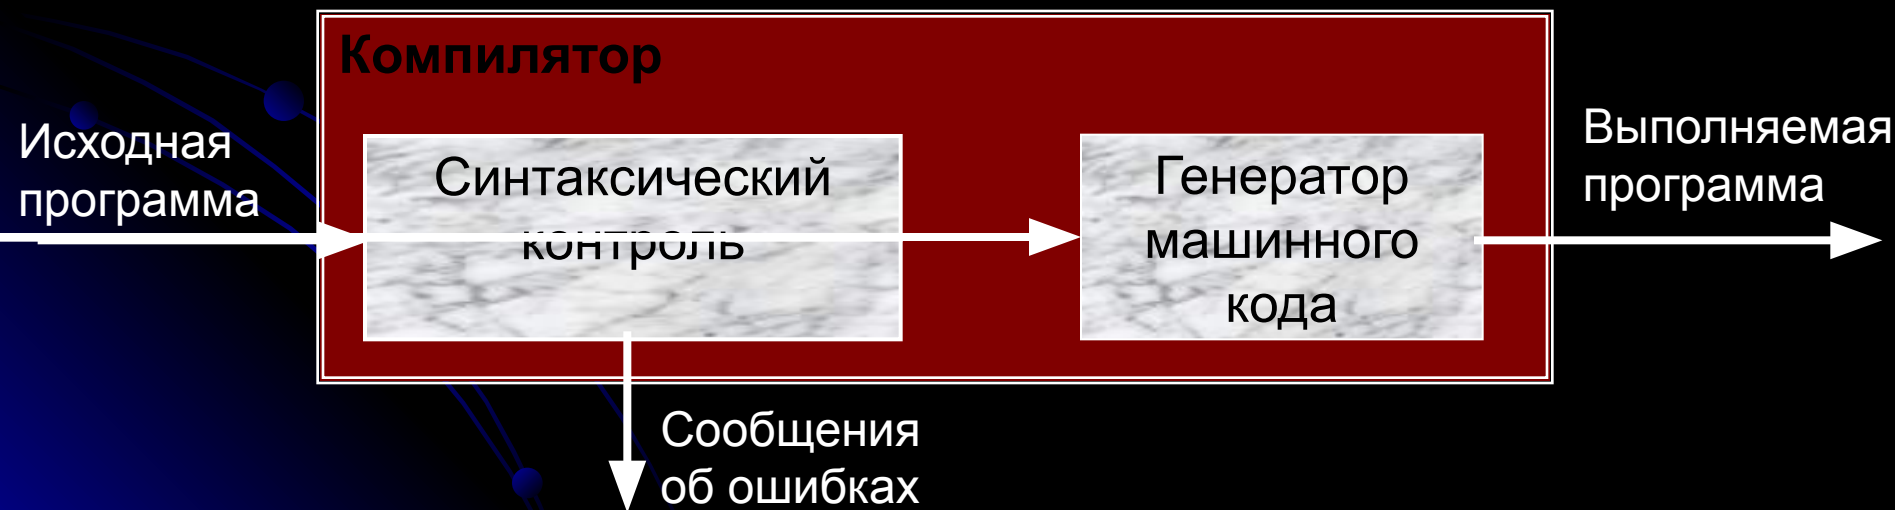 Компилятор
Исходная
программа
Синтаксический
контроль
Генератор
машинного
кода
Выполняемая
программа
Сообщения
об ошибках